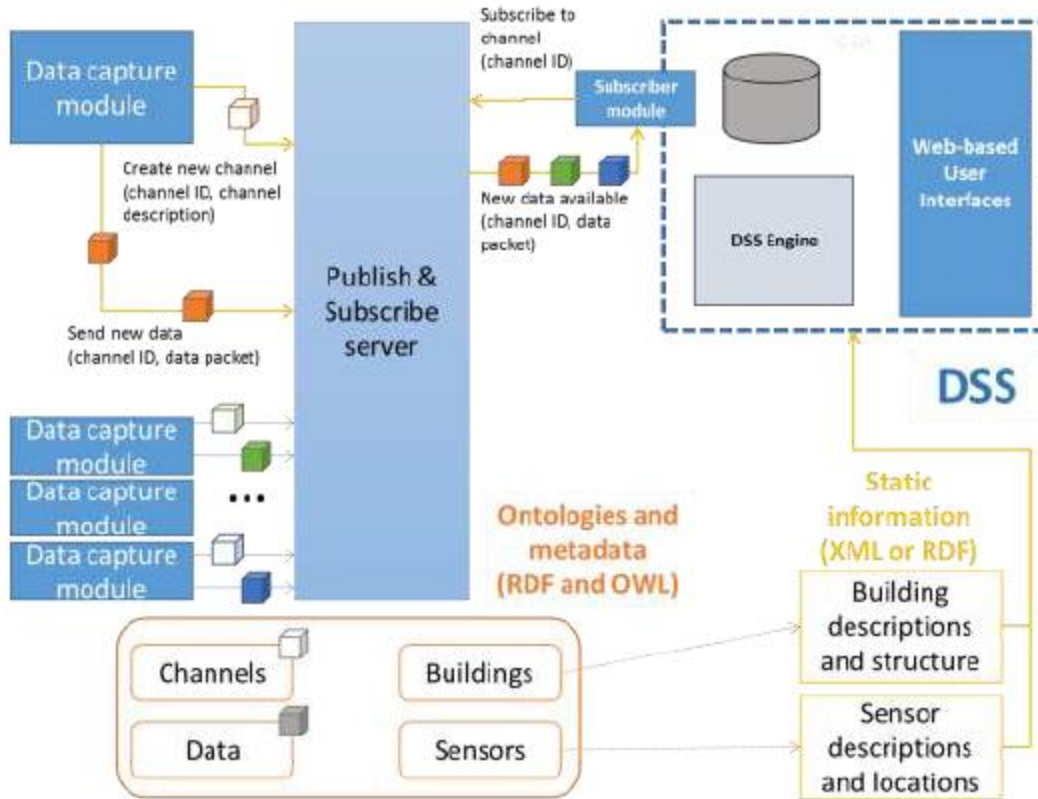 Data capture
module
Create new channel
(channel ID, channel
description)
Send new data
(channel ID, data packet)
Data capture
module
Data capture
module
Data capture
module
...
Publish &
Subscribe
server
Subscribe to
channel
(channel ID)
Subscriber
module
New data available
(channel ID, data
packet)
DSS Engine
Web-based
User
Interfaces
DSS
Ontologies and
metadata
(RDF and OWL)
Static
information
(XML or RDF)
Channels
Data
Buildings
Sensors
Building
descriptions
and structure
Sensor
descriptions
and locations